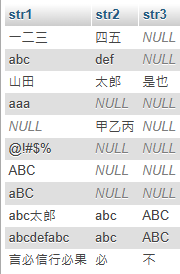 str1 str2 str3
一二三 四五 NULL
abc def NULL
山田 太郎 是也
aaa NULL NULL
NULL 甲乙丙 NULL
@!#$% NULL NULL
ABC NULL NULL
aBC NULL NULL
abc太郎 abc ABC
abcdefabc abc ABC
言必信行必果 必 不